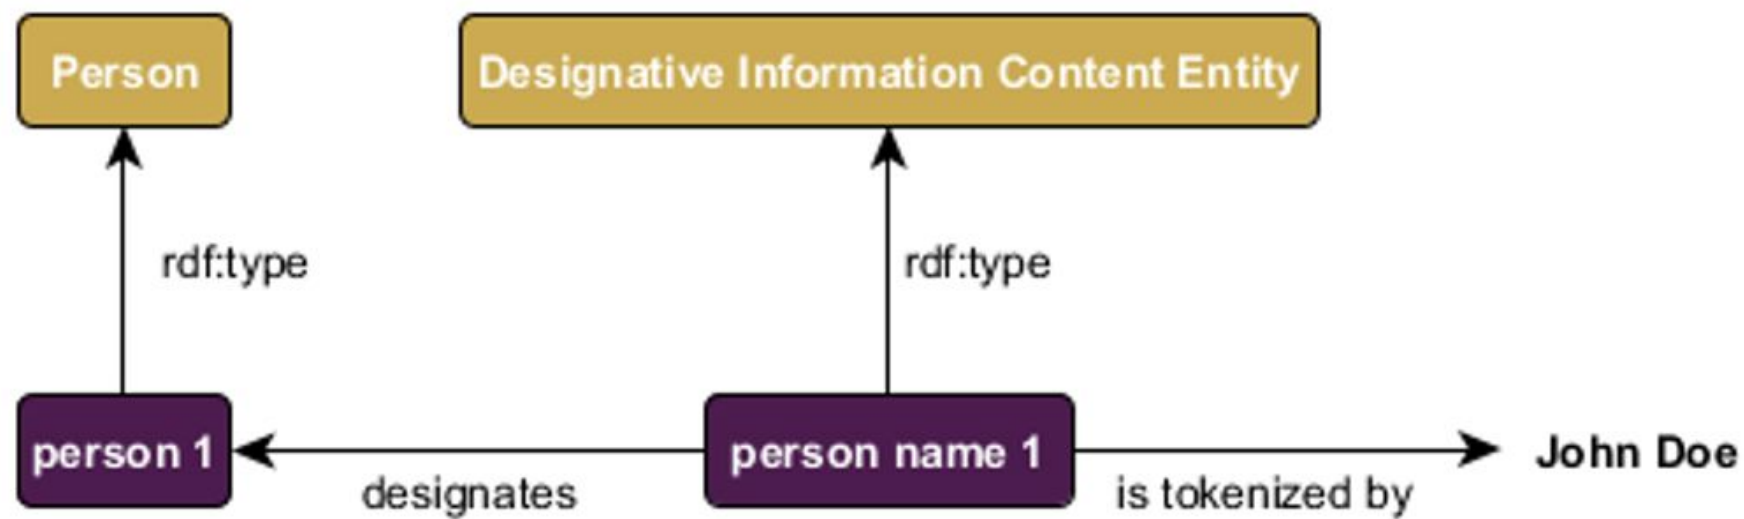 Person
Designative Information Content Entity
rdf:type
rdf:type
person 1
designates
person name 1
is tokenized by
John Doe